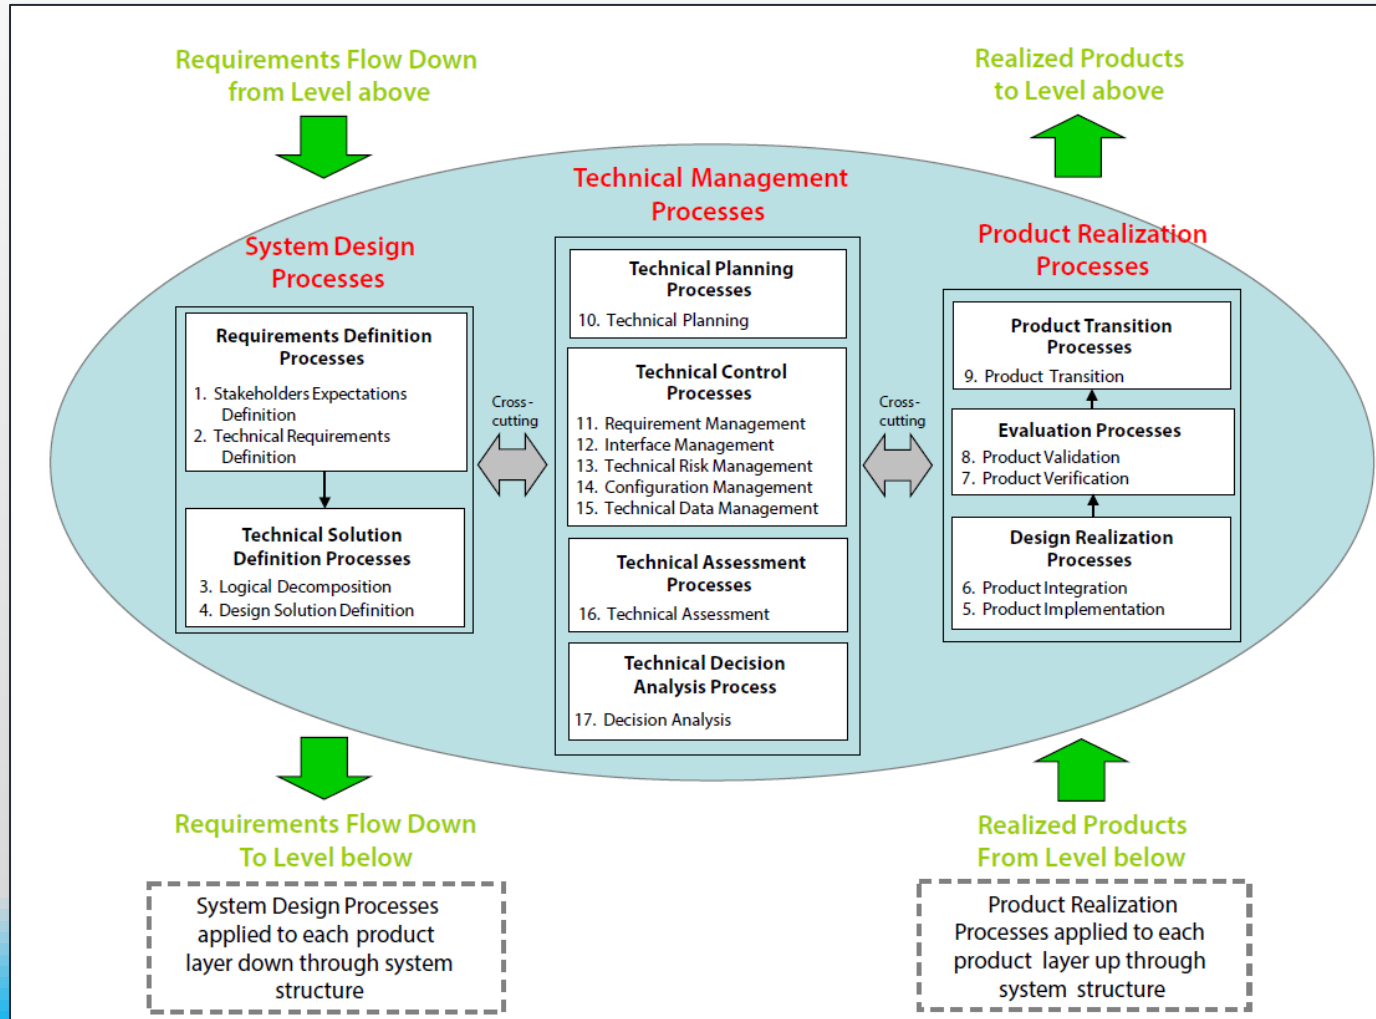 Requirements Flow Down
from Level above
Realized Products
to Level above
Technical Management
Processes
System Design
Processes
Product Realization
Processes
Requirements Definition
Processes
1. Stakeholders Expectations
Definition
2. Technical Requirements
Definition
Technical Solution
Definition Processes
3. Logical Decomposition
4. Design Solution Definition
Cross-
cutting
Technical Planning
Processes
10. Technical Planning
Technical Control
Processes
11. Requirement Management
12. Interface Management
13. Technical Risk Management
14. Configuration Management
15. Technical Data Management
Technical Assessment
Processes
16. Technical Assessment
Technical Decision
Analysis Process
17. Decision Analysis
Cross-
cutting
Product Transition
Processes
9. Product Transition
Evaluation Processes
8. Product Validation
7. Product Verification
Design Realization
Processes
6. Product Integration
5. Product Implementation
Requirements Flow Down
To Level below
System Design Processes
applied to each product
layer down through system
structure
Realized Products
From Level below
Product Realization
Processes applied to each
product layer up through
system structure